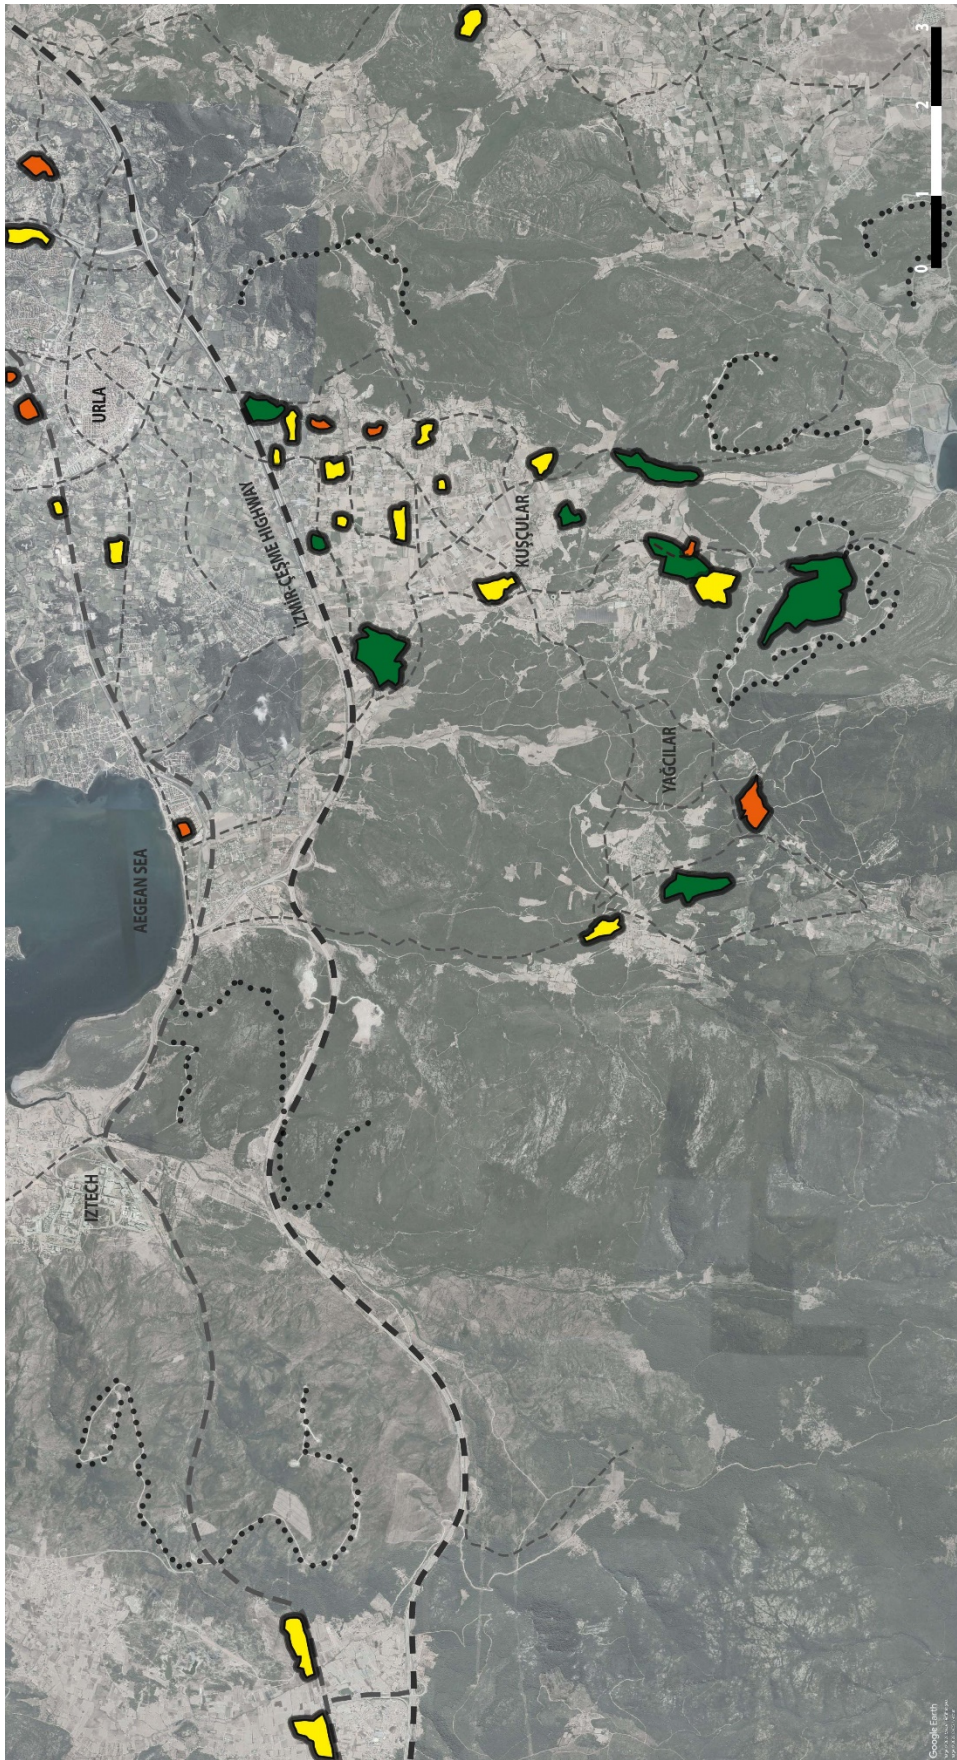 URLA
İZMİR-ÇEŞME HIGHWAY
KUŞÇULAR
AEGEAN SEA
YAĞCILAR
IZTECH
0 1 2 3
Google Earth